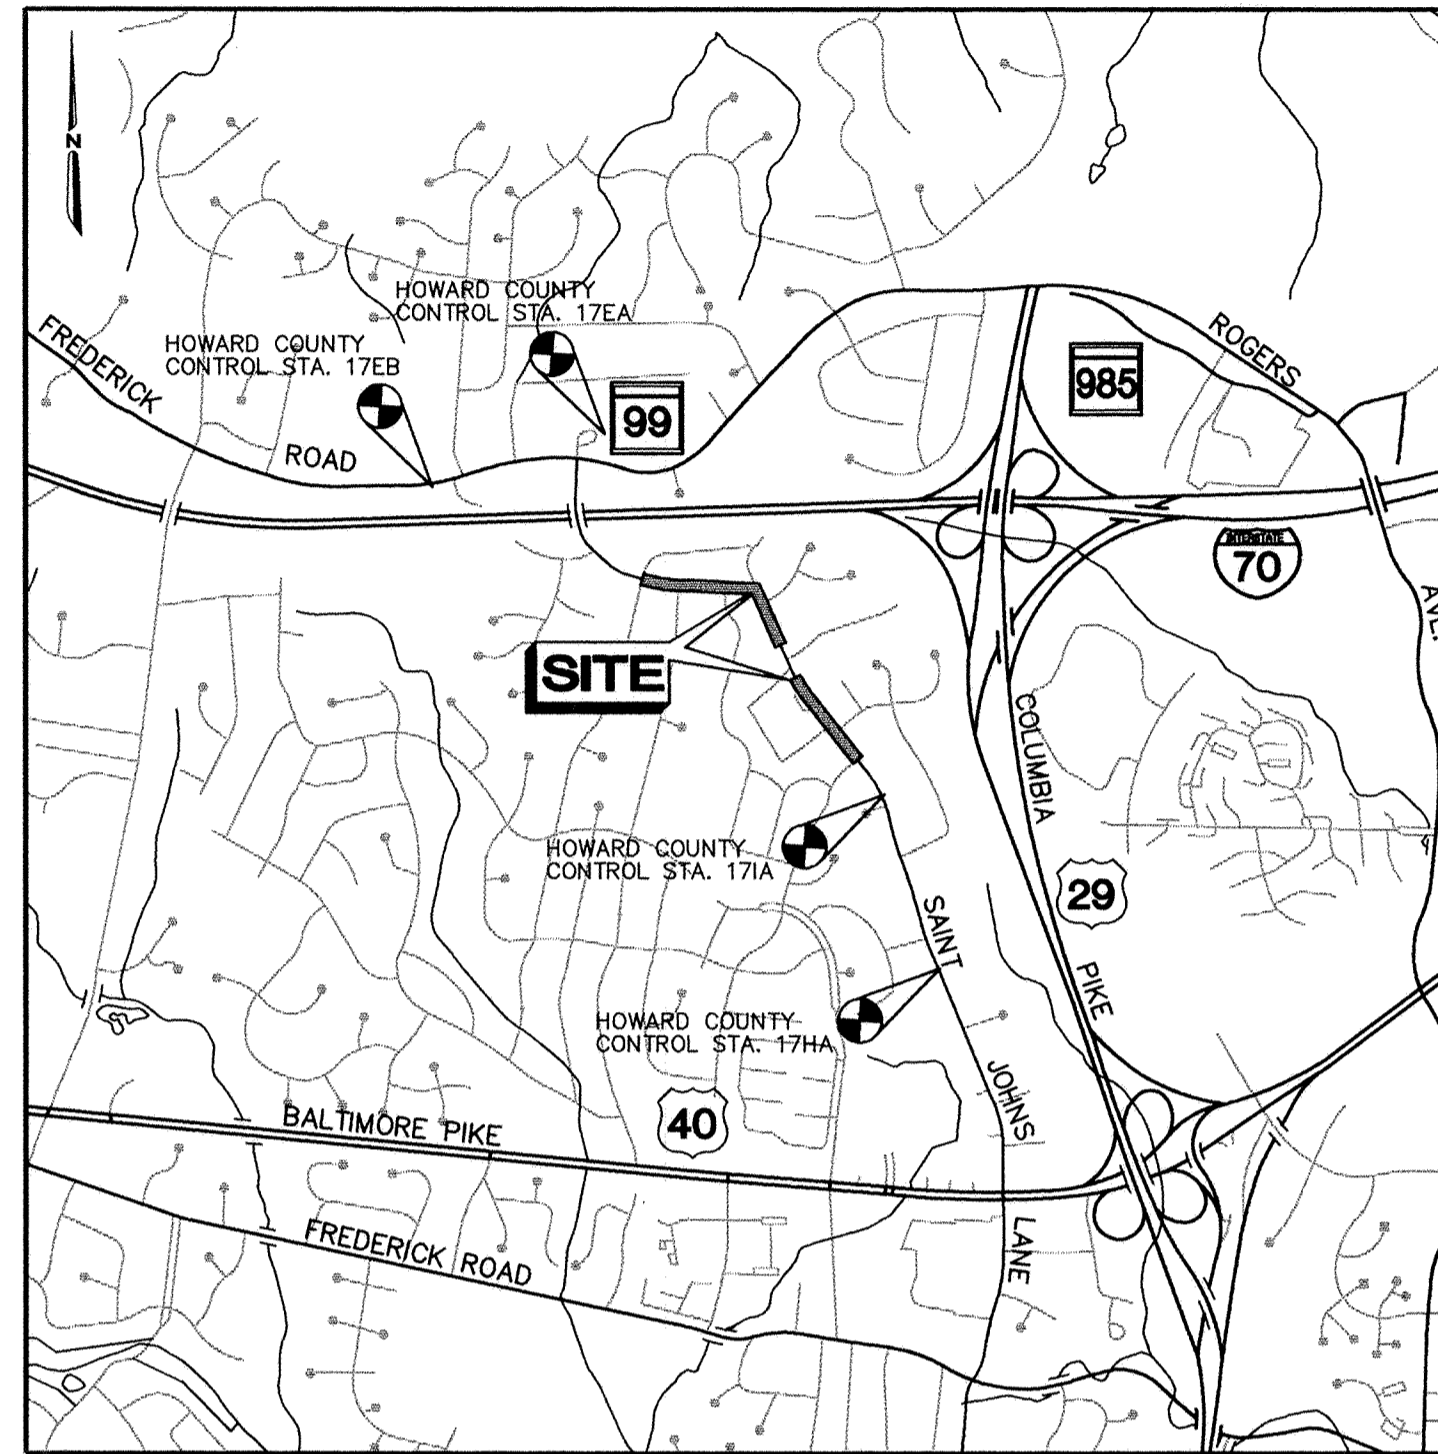 N
HOWARD COUNTY
CONTROL STA. 17EA
HOWARD COUNTY
CONTROL STA. 17EB
FREDERICK
ROAD
99
985
ROGERS
INTERSTATE
70
AVE.
SITE
COLUMBIA
HOWARD COUNTY
CONTROL STA. 17IA
29
SAINT
PIKE
HOWARD COUNTY
CONTROL STA. 17HA
JOHNS
BALTIMORE PIKE
40
LANE
FREDERICK ROAD